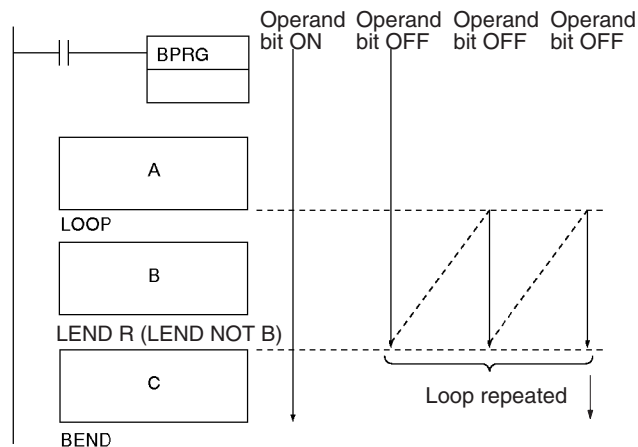 Operand bit ON
Operand bit OFF
Operand bit OFF
Operand bit OFF
BPRG
A
LOOP
B
LEND R (LEND NOT B)
C
Loop repeated
BEND